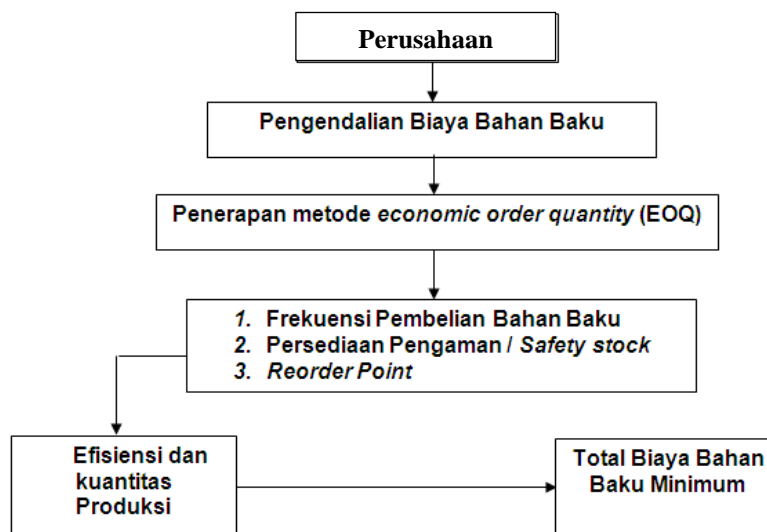 Perusahaan
Pengendalian Biaya Bahan Baku
Penerapan metode economic order quantity (EOQ)
1. Frekuensi Pembelian Bahan Baku
2. Persediaan Pengaman / Safety stock
3. Reorder Point
Efisiensi dan
kuantitas
Produksi
Total Biaya Bahan
Baku Minimum